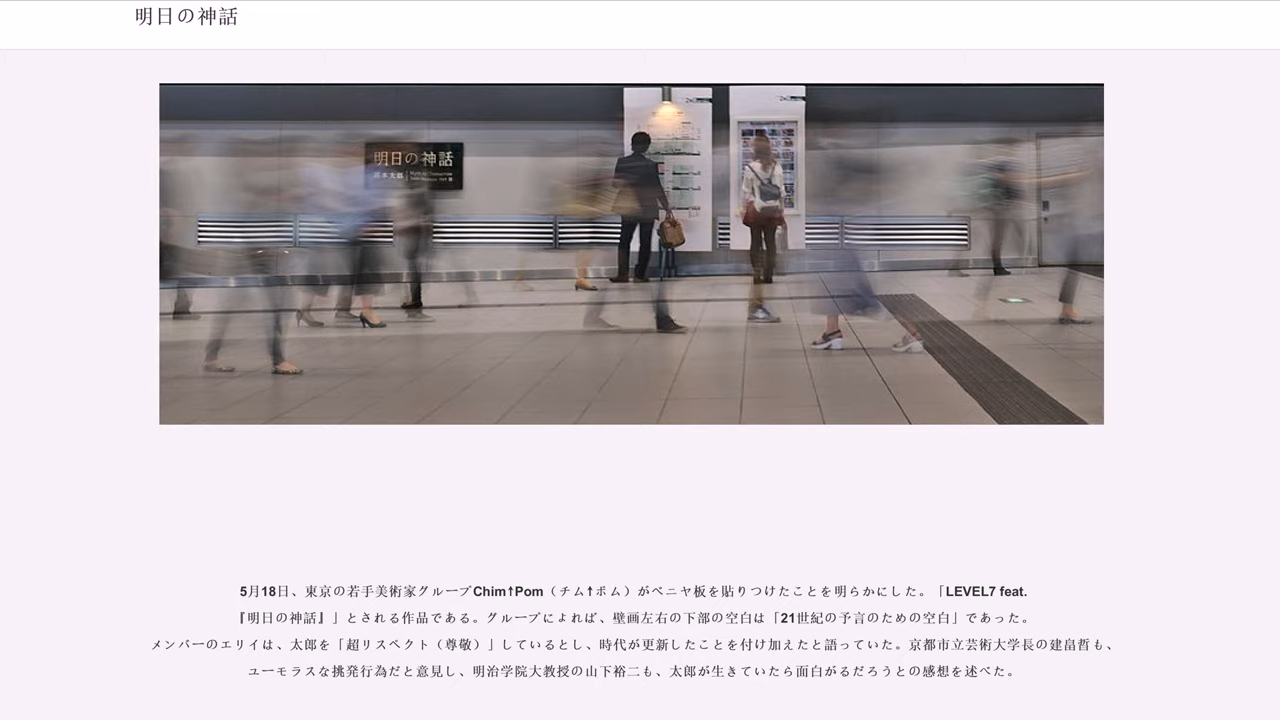 明日の神話
明日の神話
岡本太郎
5月18日、東京の若手美術家グループChim↑Pom（チム↑ポム）がベニヤ板を貼りつけたことを明らかにした。「LEVEL7 feat.
『明日の神話』」とされる作品である。グループによれば、壁画左右の下部の空白は「21世紀の予言のための空白」であった。
メンバーのエリイは、太郎を「超リスペクト（尊敬）」しているとし、時代が更新したことを付け加えたと語っていた。京都市立芸術大学長の建畠晢も、
ユーモラスな挑発行為だと意見し、明治学院大教授の山下裕二も、太郎が生きていたら面白がるだろうとの感想を述べた。